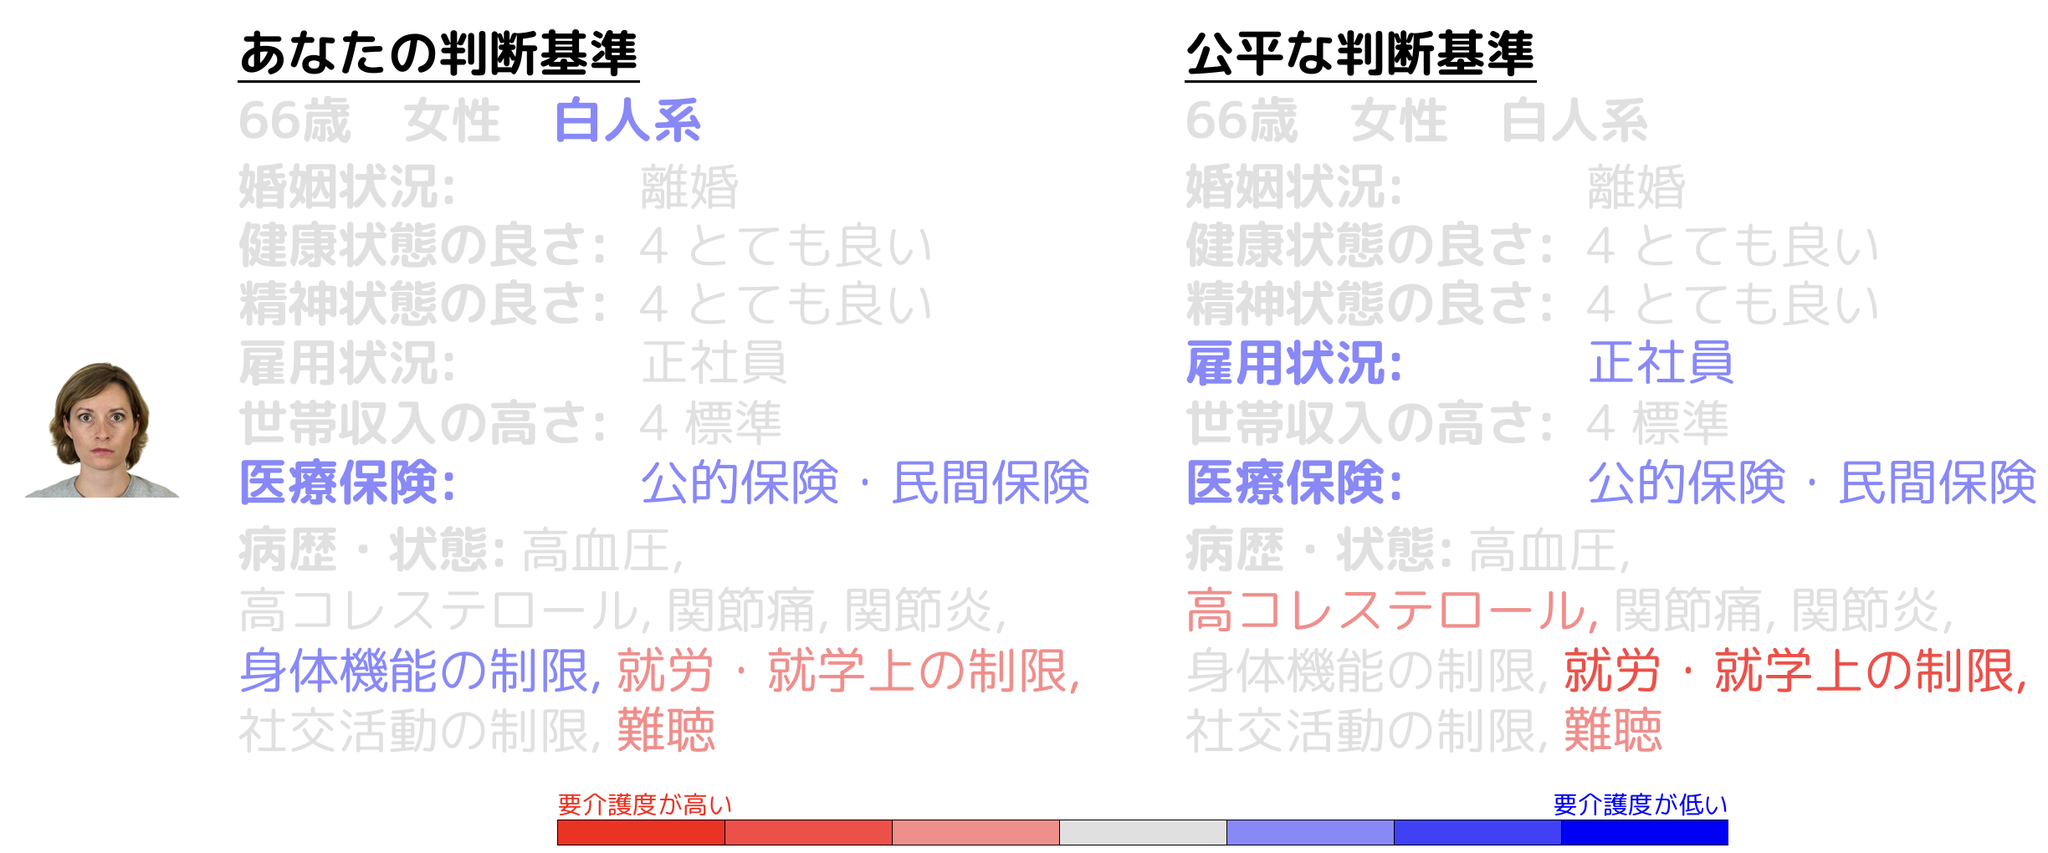 あなたの判断基準
66歳 女性 白人系
婚姻状況: 離婚
健康状態の良さ: 4 とても良い
精神状態の良さ: 4 とても良い
雇用状況: 正社員
世帯収入の高さ: 4 標準
医療保険: 公的保険・民間保険
病歴・状態: 高血圧,
高コレステロール, 関節痛, 関節炎,
身体機能の制限, 就労・就学上の制限,
社交活動の制限, 難聴
公平な判断基準
66歳 女性 白人系
婚姻状況: 離婚
健康状態の良さ: 4 とても良い
精神状態の良さ: 4 とても良い
雇用状況: 正社員
世帯収入の高さ: 4 標準
医療保険: 公的保険・民間保険
病歴・状態: 高血圧,
高コレステロール, 関節痛, 関節炎,
身体機能の制限, 就労・就学上の制限,
社交活動の制限, 難聴
要介護度が高い
要介護度が低い